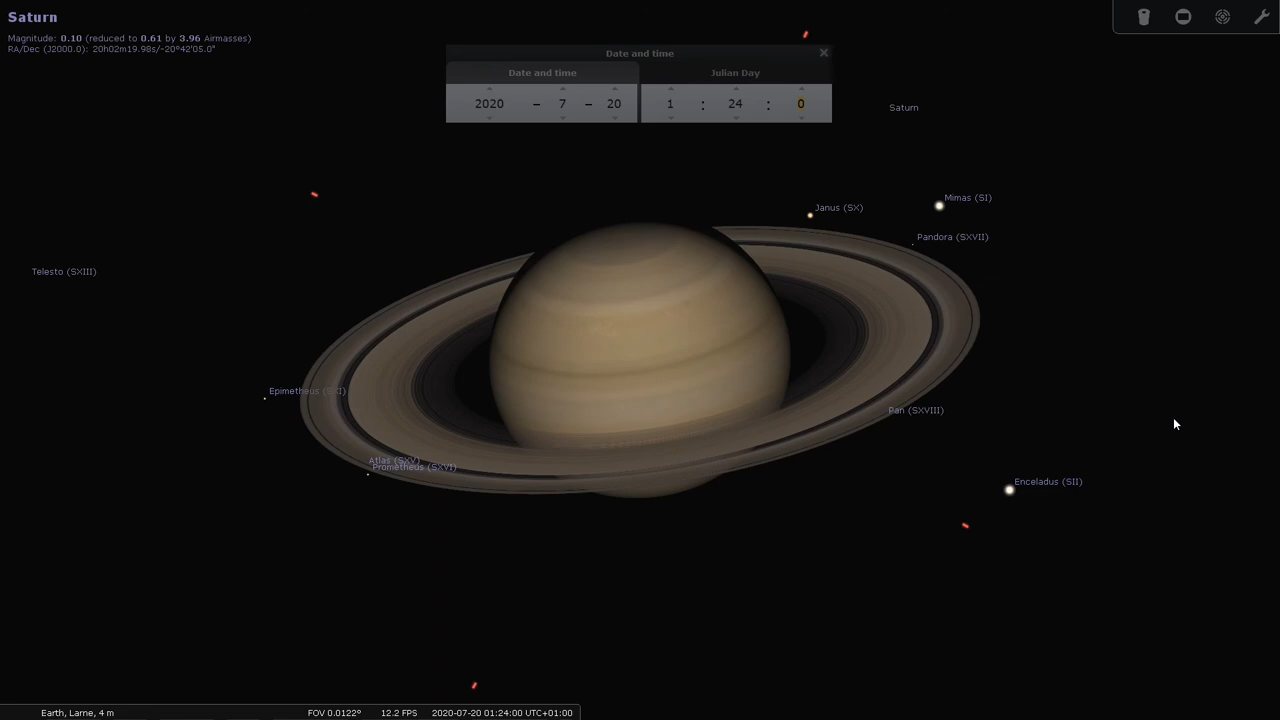 Saturn
Magnitude: 0.10 (reduced to 0.61 by 3.96 Airmasses)
RA/Dec (J2000.0): 20h02m19.98s/-20°42'05.0"
Date and time
Date and time Julian Day
2020 - 7 - 20 1 : 24 : 0
Saturn
Mimas (SI)
Janus (SX)
Pandora (SXVII)
Telesto (SXIII)
Epimetheus (SXI)
Pan (SXVIII)
Atlas (SXV)
Prometheus (SXVI)
Enceladus (SII)
Earth, Larne, 4 m FOV 0.0122° 12.2 FPS 2020-07-20 01:24:00 UTC+01:00